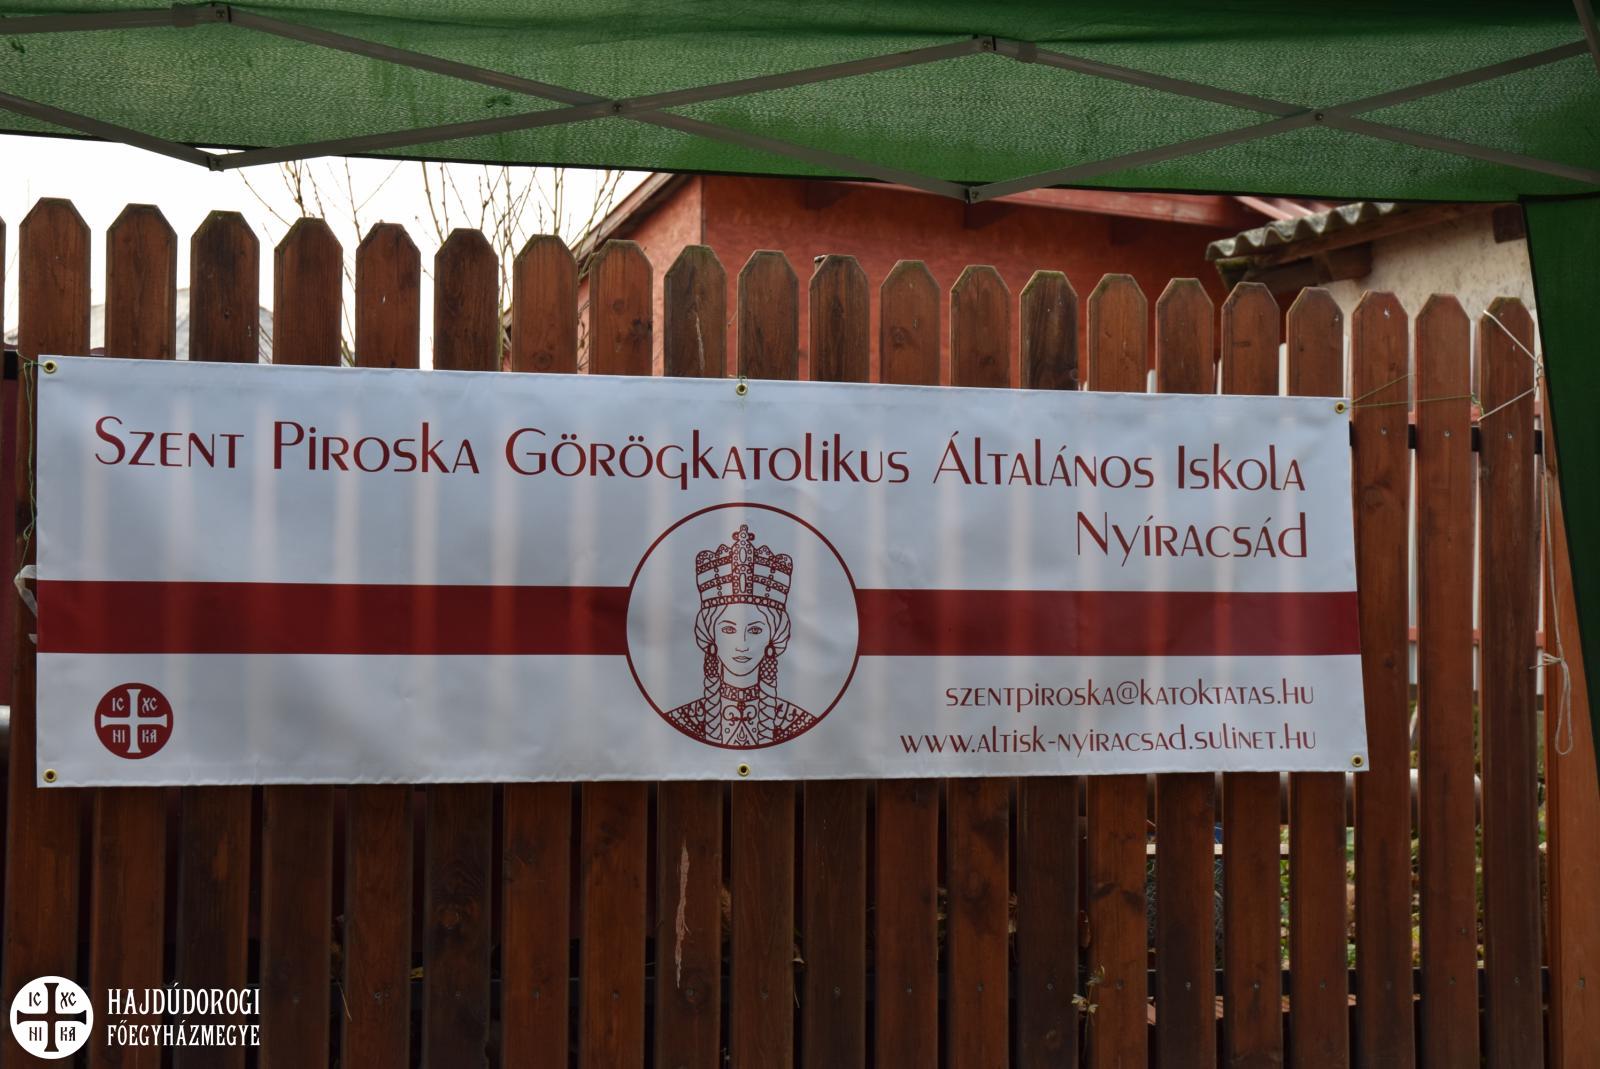 Szent Piroska Görögkatolikus Általános Iskola
Nyíracsád
szentpiroska@katoktatas.hu
www.altisk-nyiracsad.sulinet.hu
IC XC
NI KA
IC XC
NI KA
HAJDÚDOROGI
FŐEGYHÁZMEGYE